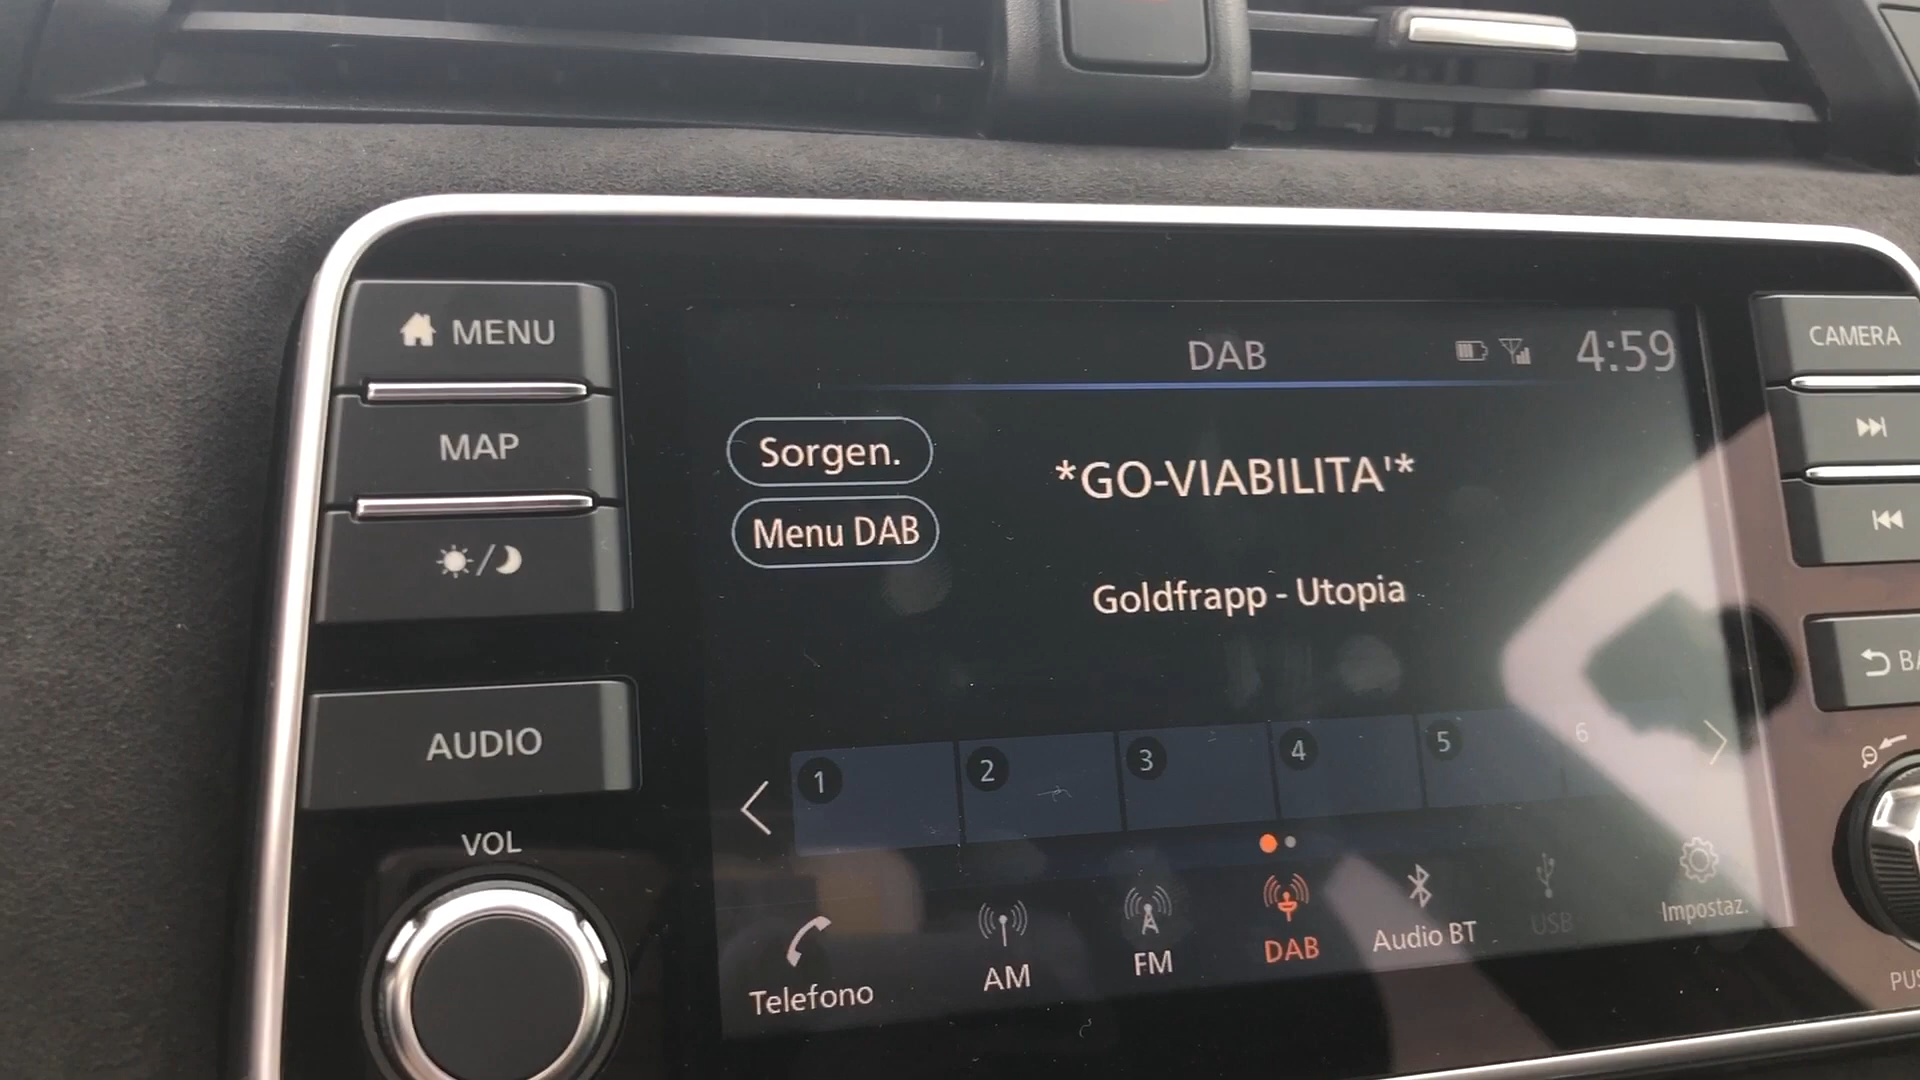 MENU
MAP
AUDIO
VOL
DAB
4:59
Sorgen.
*GO-VIABILITA'*
Menu DAB
Goldfrapp - Utopia
1 2 3 4 5 6
Telefono
AM
FM
DAB
Audio BT
USB
Impostaz.
CAMERA